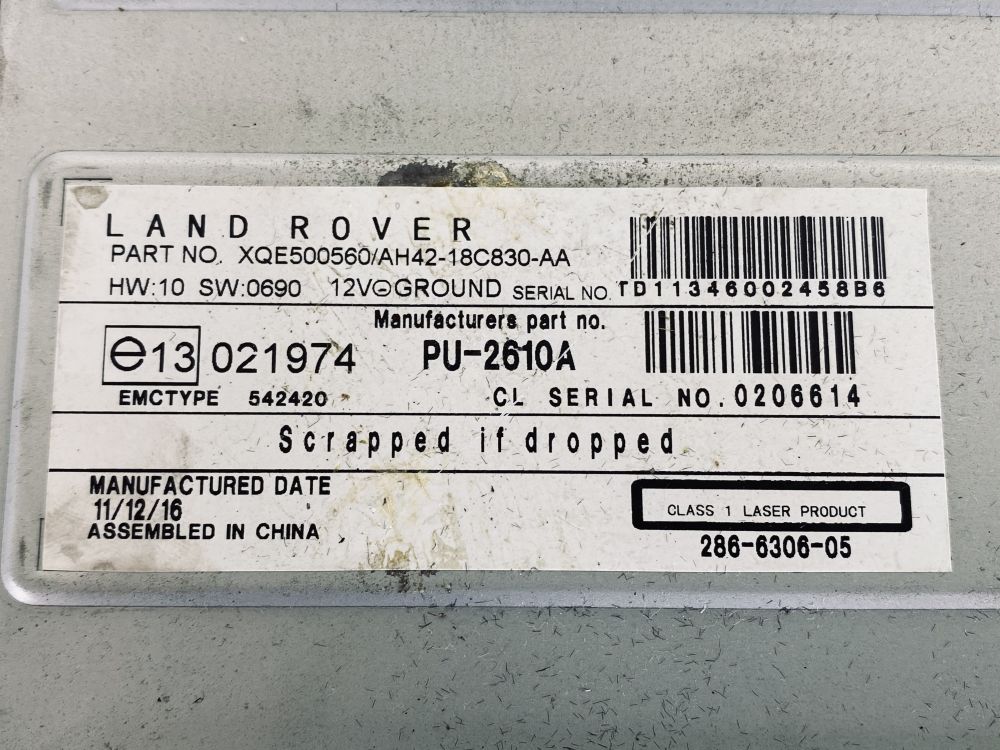 LAND ROVER
PART NO. XQE500560/AH42-18C830-AA
HW:10 SW:0690 12V⊖GROUND SERIAL NO. TD11346002458B6
Manufacturers part no.
e13 021974 PU-2610A
EMCTYPE 542420 CL SERIAL NO.0206614
Scrapped if dropped
MANUFACTURED DATE
11/12/16
ASSEMBLED IN CHINA
CLASS 1 LASER PRODUCT
286-6306-05